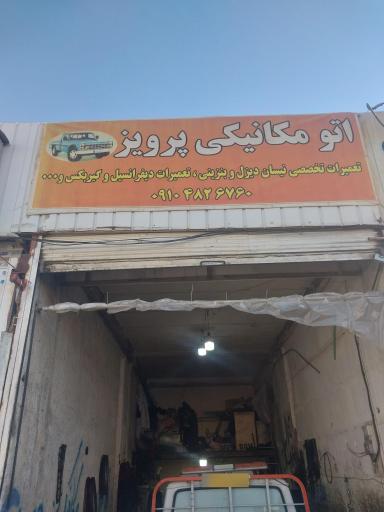 اتو مکانیکی پرویز
تعمیرات تخصصی نیسان دیزل و بنزینی ، تعمیرات دیفرانسیل و گیربکس و...
۰۹۱۰ ۴۸۲ ۶۷۶۰